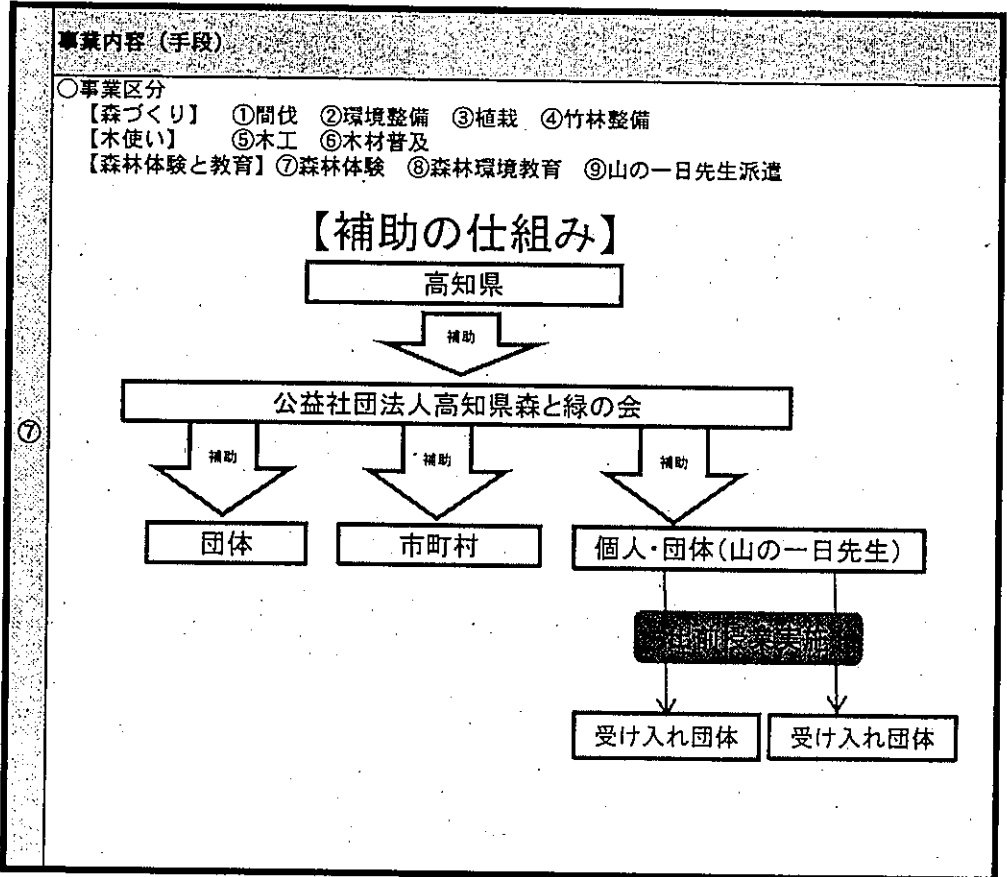 事業内容（手段）
○事業区分
【森づくり】 ①間伐 ②環境整備 ③植栽 ④竹林整備
【木使い】 ⑤木工 ⑥木材普及
【森林体験と教育】⑦森林体験 ⑧森林環境教育 ⑨山の一日先生派遣
【補助の仕組み】
高知県
補助
公益社団法人高知県森と緑の会
⑦
補助 補助 補助
団体 市町村 個人・団体（山の一日先生）
授業実施
受け入れ団体 受け入れ団体